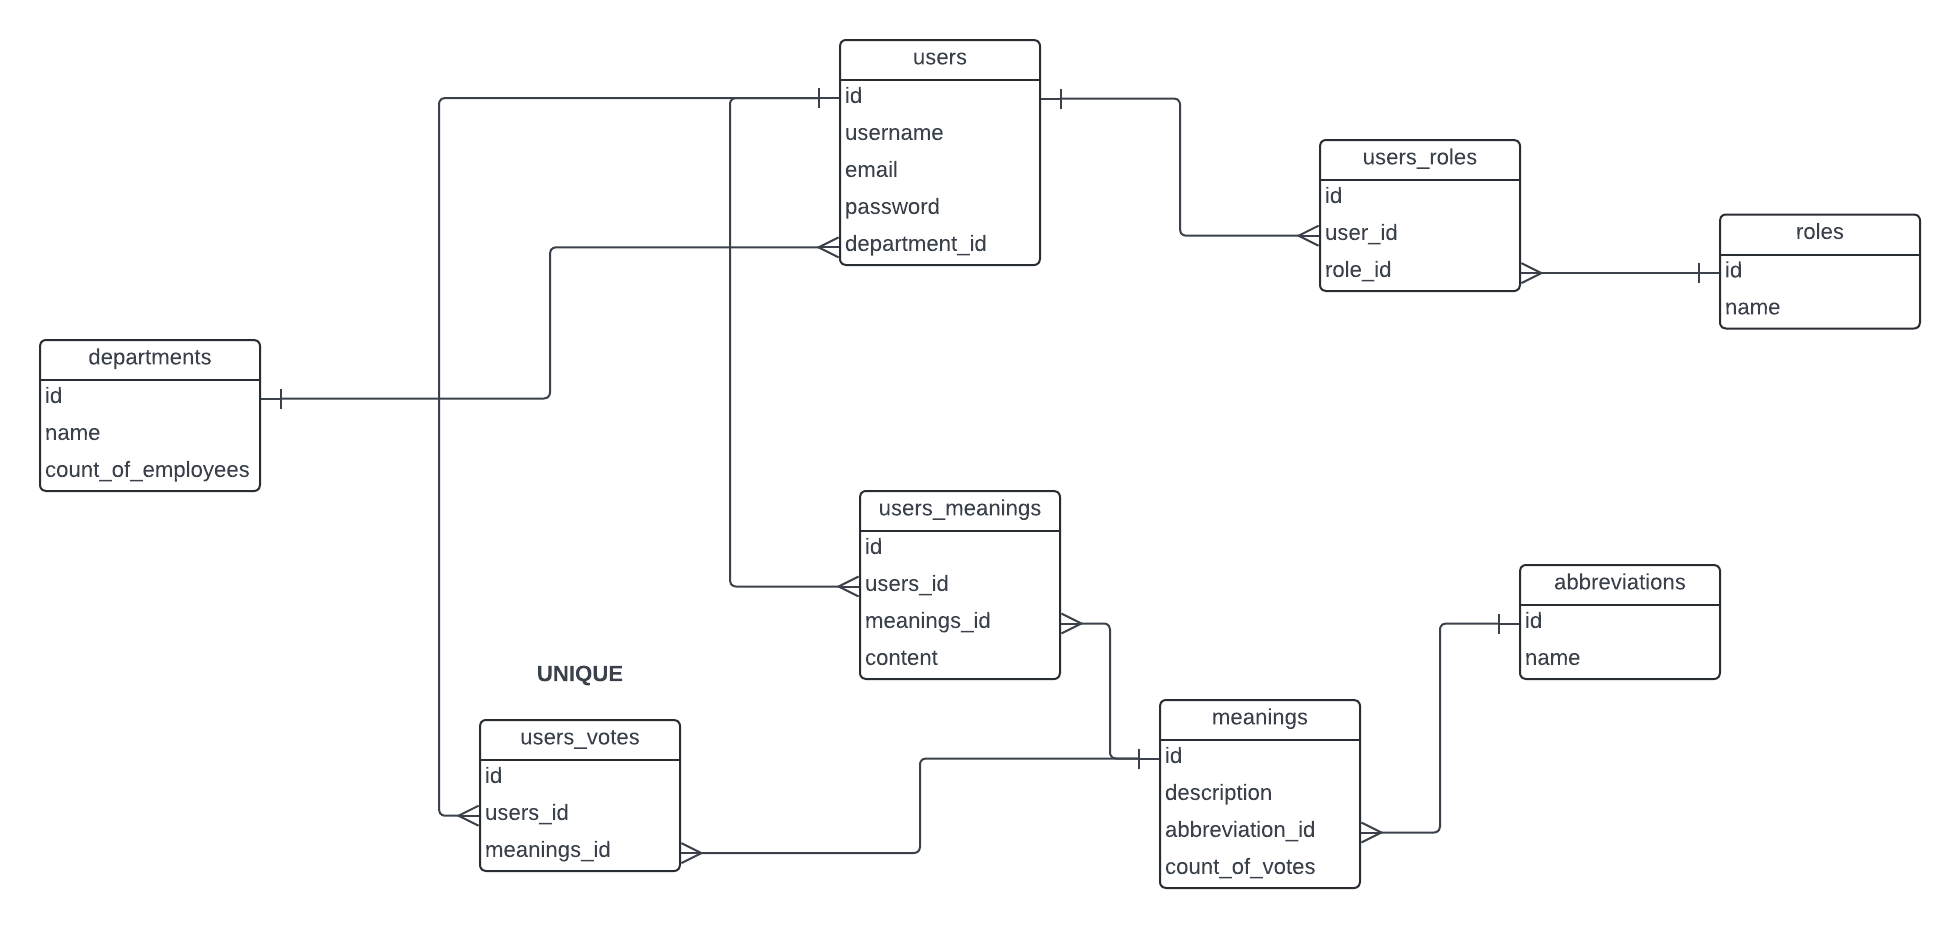 users
id
username
email
password
department_id
users_roles
id
user_id
role_id
roles
id
name
departments
id
name
count_of_employees
users_meanings
id
users_id
meanings_id
content
abbreviations
id
name
UNIQUE
users_votes
id
users_id
meanings_id
meanings
id
description
abbreviation_id
count_of_votes